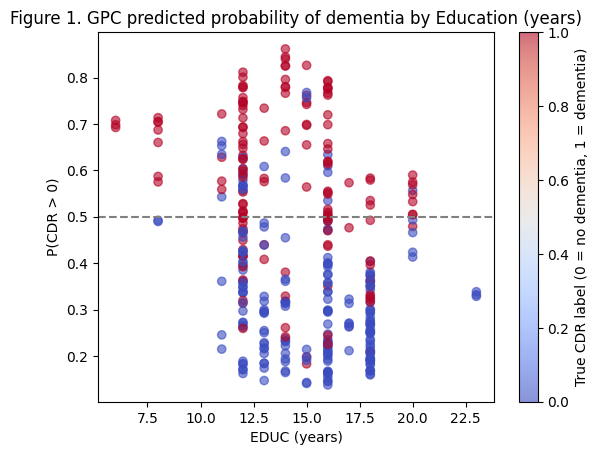 Figure 1. GPC predicted probability of dementia by Education (years)
P(CDR > 0)
0.8
0.7
0.6
0.5
0.4
0.3
0.2
7.5 10.0 12.5 15.0 17.5 20.0 22.5
EDUC (years)
1.0
0.8
0.6
0.4
0.2
0.0
True CDR label (0 = no dementia, 1 = dementia)